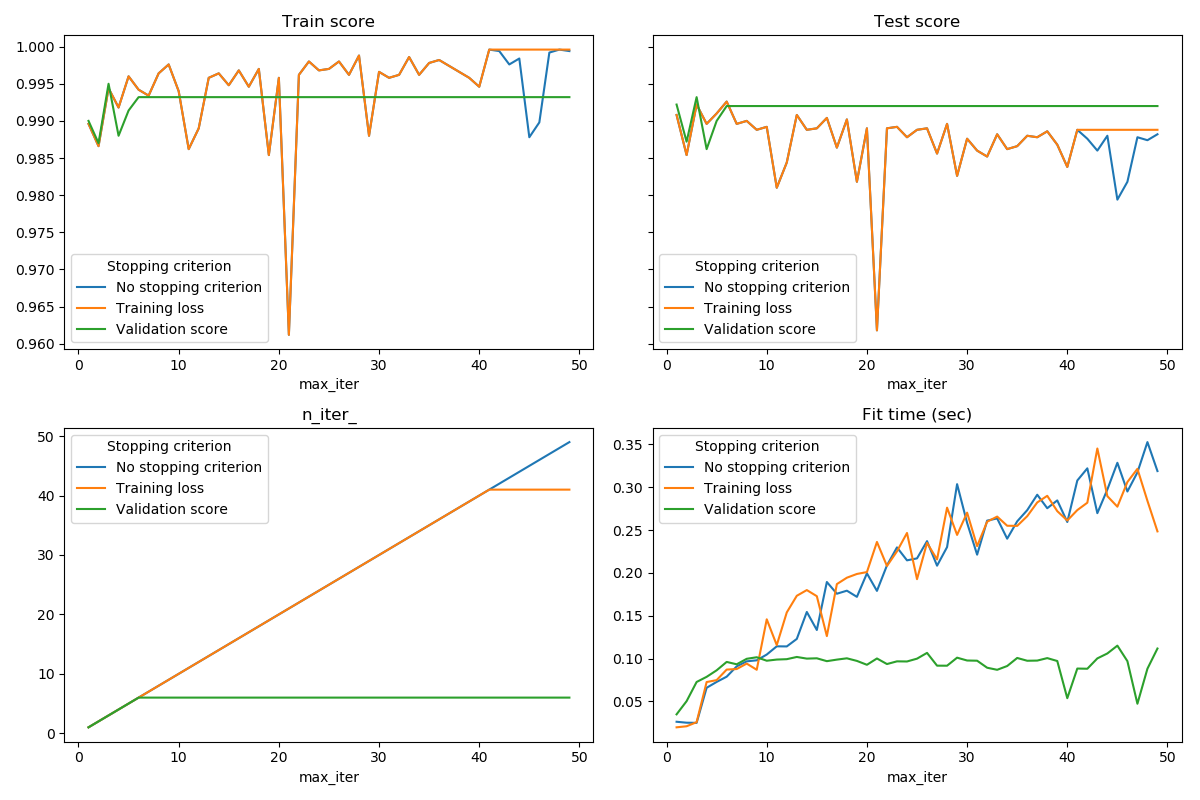 Train score
1.000
0.995
0.990
0.985
0.980
0.975
0.970
0.965
0.960
Stopping criterion
No stopping criterion
Training loss
Validation score
0 10 20 30 40 50
max_iter
Test score
Stopping criterion
No stopping criterion
Training loss
Validation score
0 10 20 30 40 50
max_iter
n_iter_
50
40
30
20
10
0
Stopping criterion
No stopping criterion
Training loss
Validation score
0 10 20 30 40 50
max_iter
Fit time (sec)
0.35
0.30
0.25
0.20
0.15
0.10
0.05
Stopping criterion
No stopping criterion
Training loss
Validation score
0 10 20 30 40 50
max_iter